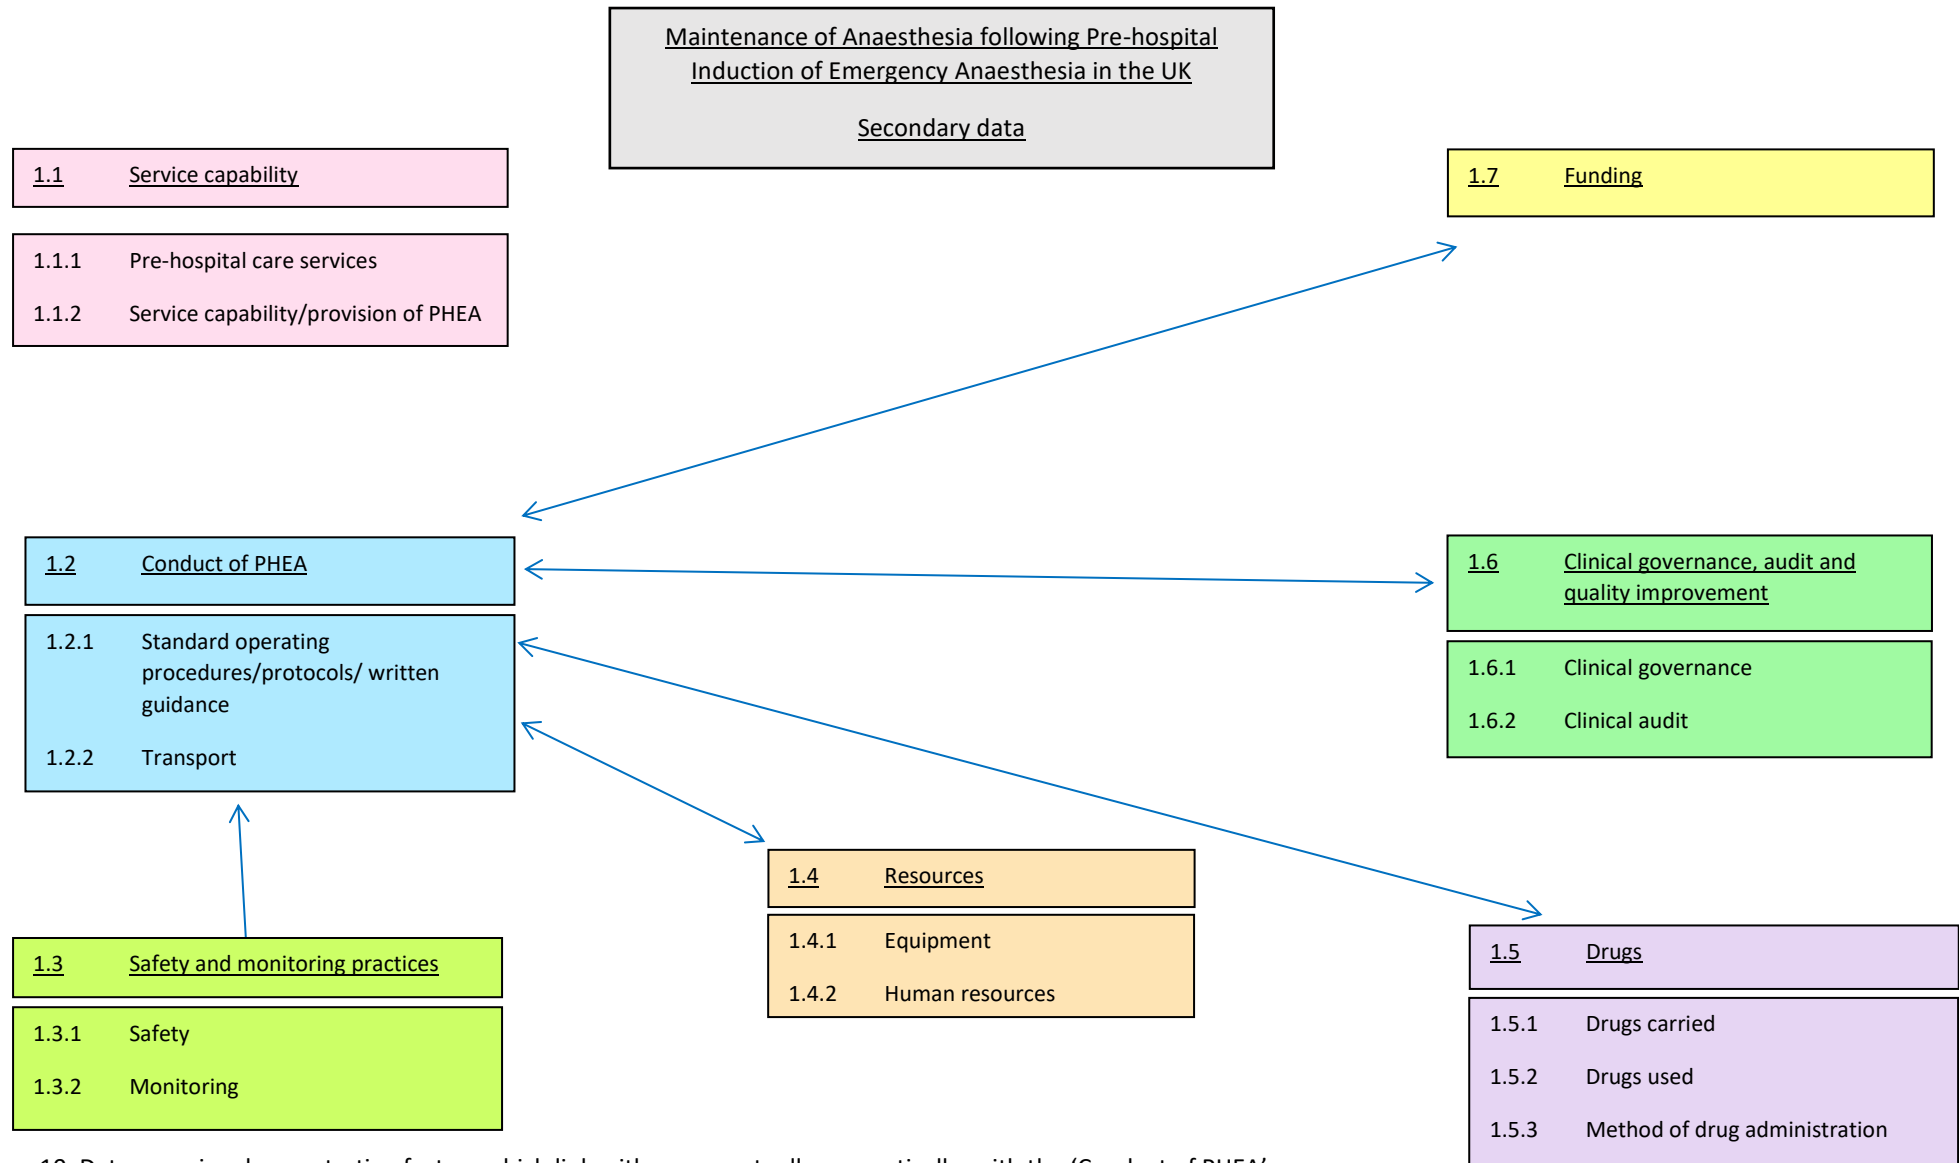 Maintenance of Anaesthesia following Pre-hospital
Induction of Emergency Anaesthesia in the UK
Secondary data
1.1 Service capability
1.1.1 Pre-hospital care services
1.1.2 Service capability/provision of PHEA
1.7 Funding
1.2 Conduct of PHEA
1.2.1 Standard operating
procedures/protocols/ written
guidance
1.2.2 Transport
1.6 Clinical governance, audit and
quality improvement
1.6.1 Clinical governance
1.6.2 Clinical audit
1.4 Resources
1.4.1 Equipment
1.4.2 Human resources
1.3 Safety and monitoring practices
1.3.1 Safety
1.3.2 Monitoring
1.5 Drugs
1.5.1 Drugs carried
1.5.2 Drugs used
1.5.3 Method of drug administration